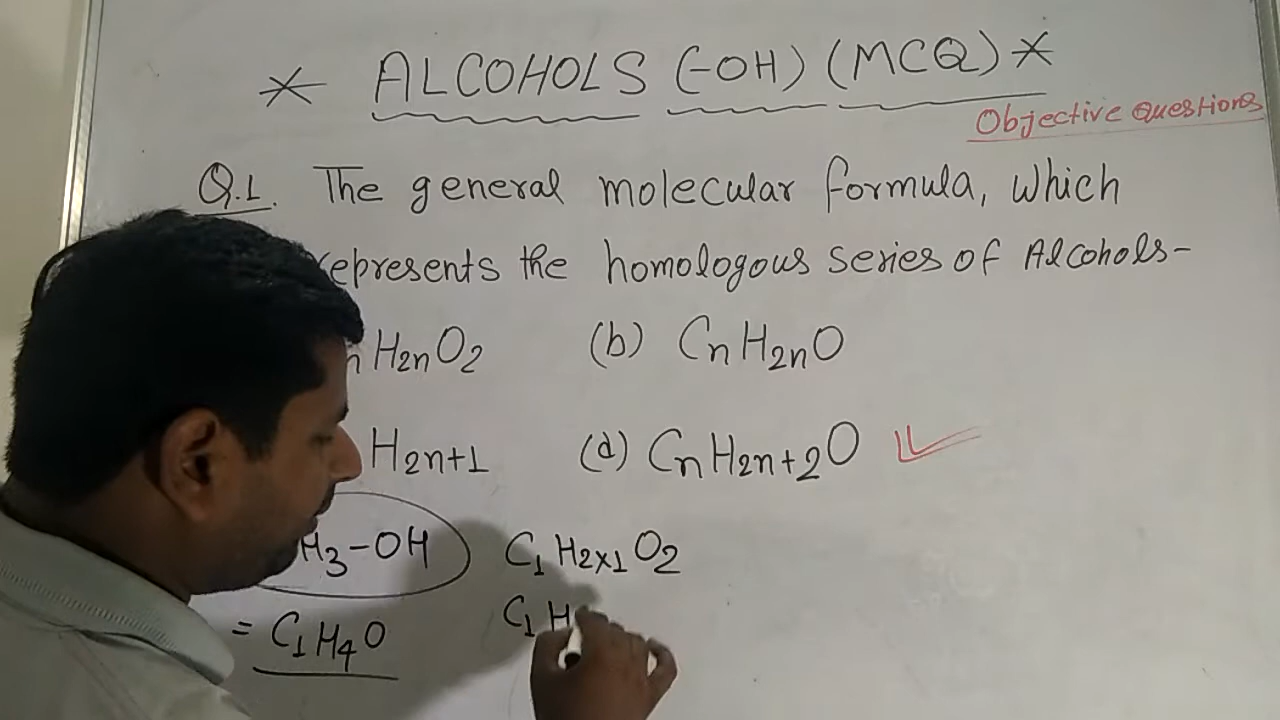 * ALCOHOLS (-OH) (MCQ) *
Objective Questions
Q.1. The general molecular formula, which
represents the homologous series of Alcohols-
nH2nO2 (b) CnH2nO
H2n+1 (d) CnH2n+2O
H3-OH C1H2x1O2
= C1H4O C1H